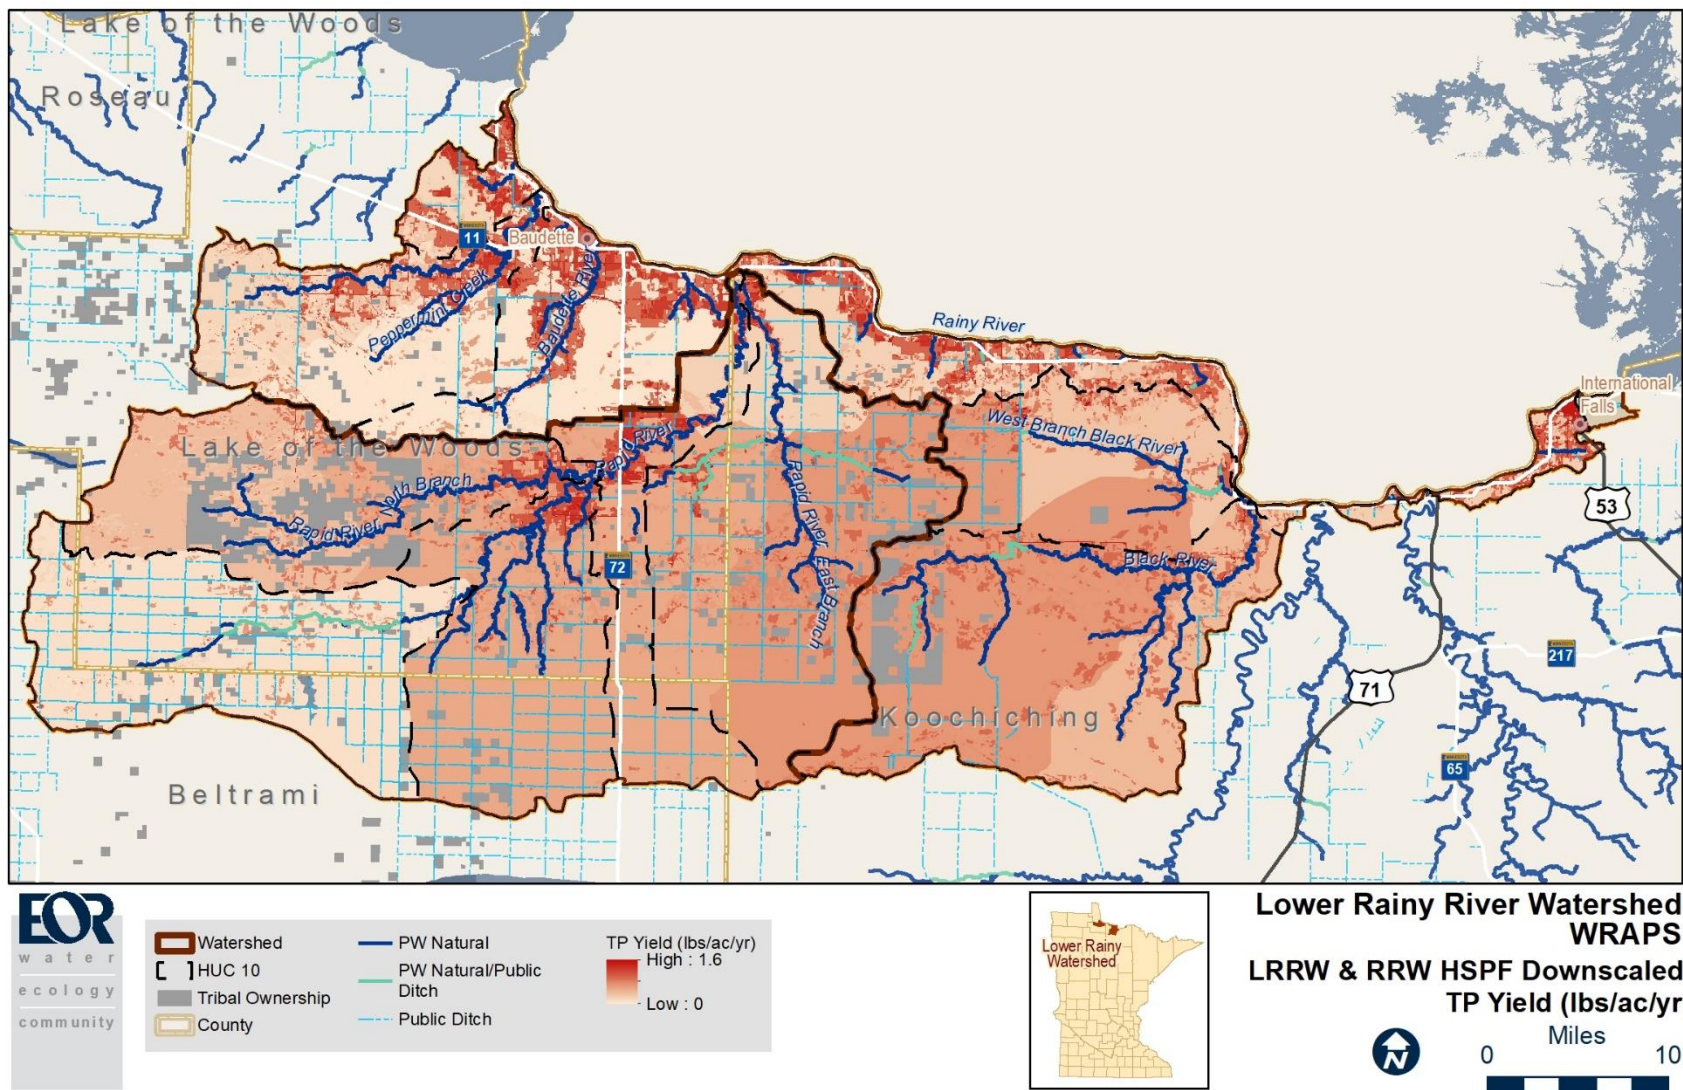 Lake of the Woods
Roseau
11
Baudette
Peppermint Creek
Baudette River
Rainy River
International
Falls
Lake of the Woods
Rapid River
West Branch Black River
North Branch
Rapid River
Rapid River, East Branch
53
72
Black River
217
71
Koochiching
65
Beltrami
EOR
water
ecology
community
Watershed
HUC 10
Tribal Ownership
County
PW Natural
PW Natural/Public
Ditch
Public Ditch
TP Yield (lbs/ac/yr)
High : 1.6
Low : 0
Lower Rainy
Watershed
Lower Rainy River Watershed
WRAPS
LRRW & RRW HSPF Downscaled
TP Yield (lbs/ac/yr
Miles
N
0 10